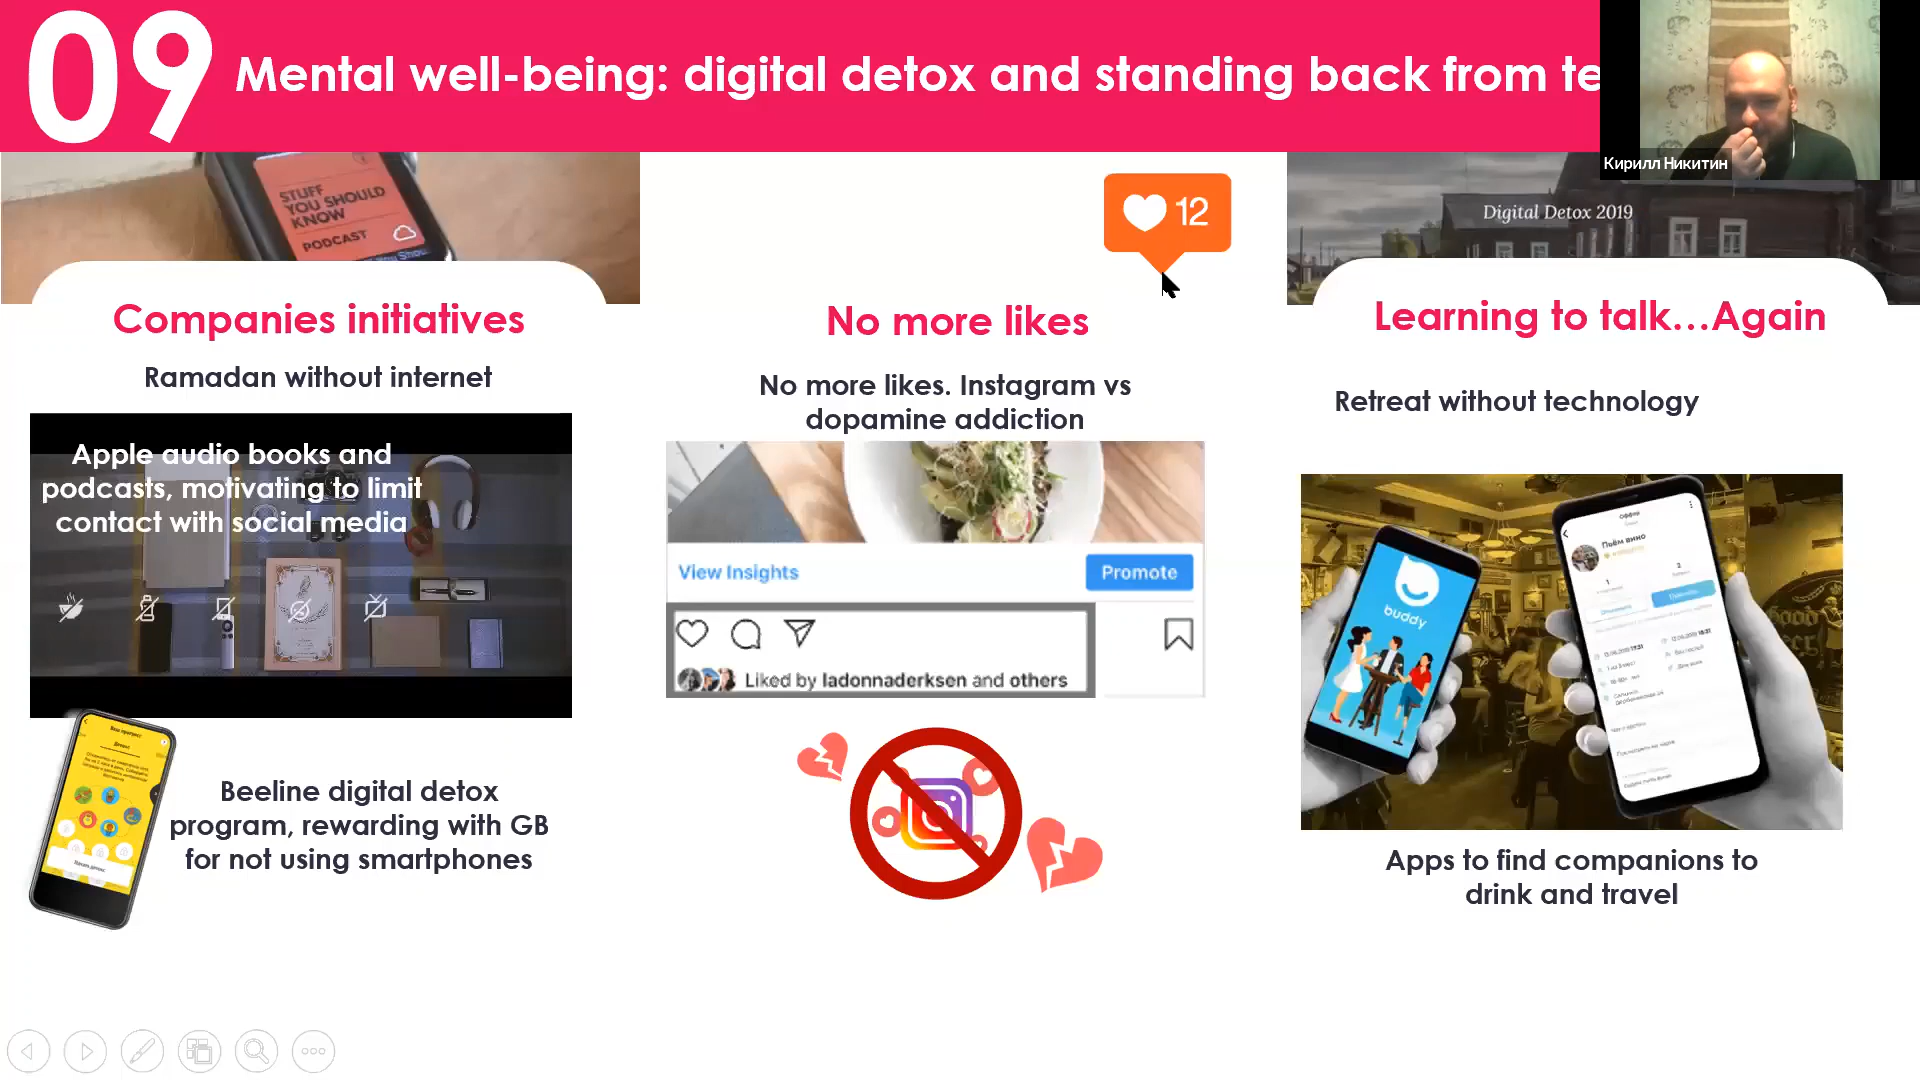 09
Mental well-being: digital detox and standing back from te
Кирилл Никитин
STUFF
YOU SHOULD
KNOW
PODCAST
12
Digital Detox 2019
Companies initiatives
Ramadan without internet
Apple audio books and
podcasts, motivating to limit
contact with social media
Beeline digital detox
program, rewarding with GB
for not using smartphones
No more likes
No more likes. Instagram vs
dopamine addiction
View Insights
Promote
Liked by ladonnaderksen and others
Learning to talk...Again
Retreat without technology
buddy
Пьём вино
Apps to find companions to
drink and travel